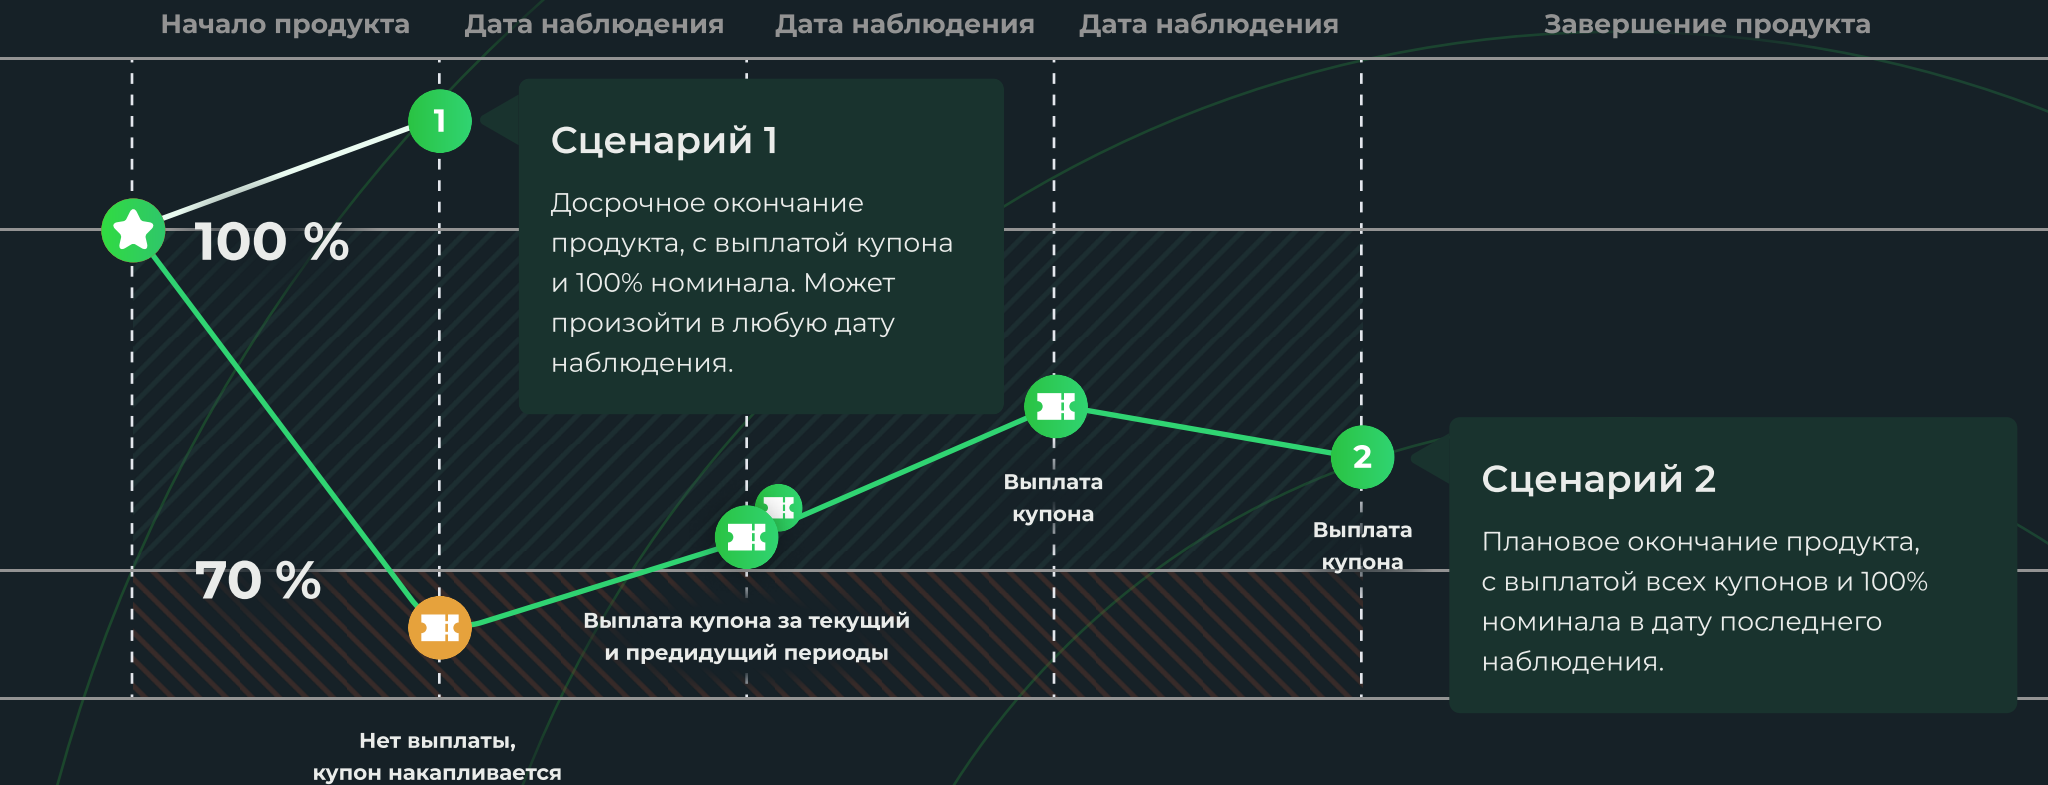 Начало продукта
Дата наблюдения
Дата наблюдения
Дата наблюдения
Завершение продукта
1
Сценарий 1
Досрочное окончание
продукта, с выплатой купона
и 100% номинала. Может
произойти в любую дату
наблюдения.
100 %
2
Выплата
купона
Выплата
купона
Сценарий 2
Плановое окончание продукта,
с выплатой всех купонов и 100%
номинала в дату последнего
наблюдения.
70 %
Выплата купона за текущий
и предидущий периоды
Нет выплаты,
купон накапливается